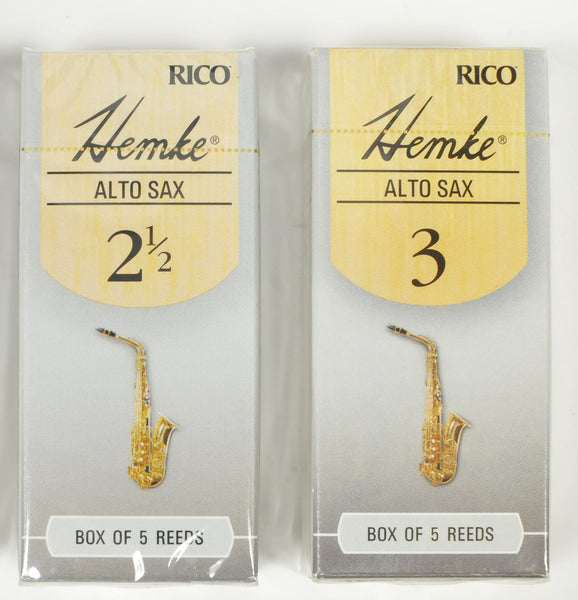 RICO
Hemke®
ALTO SAX
2½
BOX OF 5 REEDS
RICO
Hemke®
ALTO SAX
3
BOX OF 5 REEDS